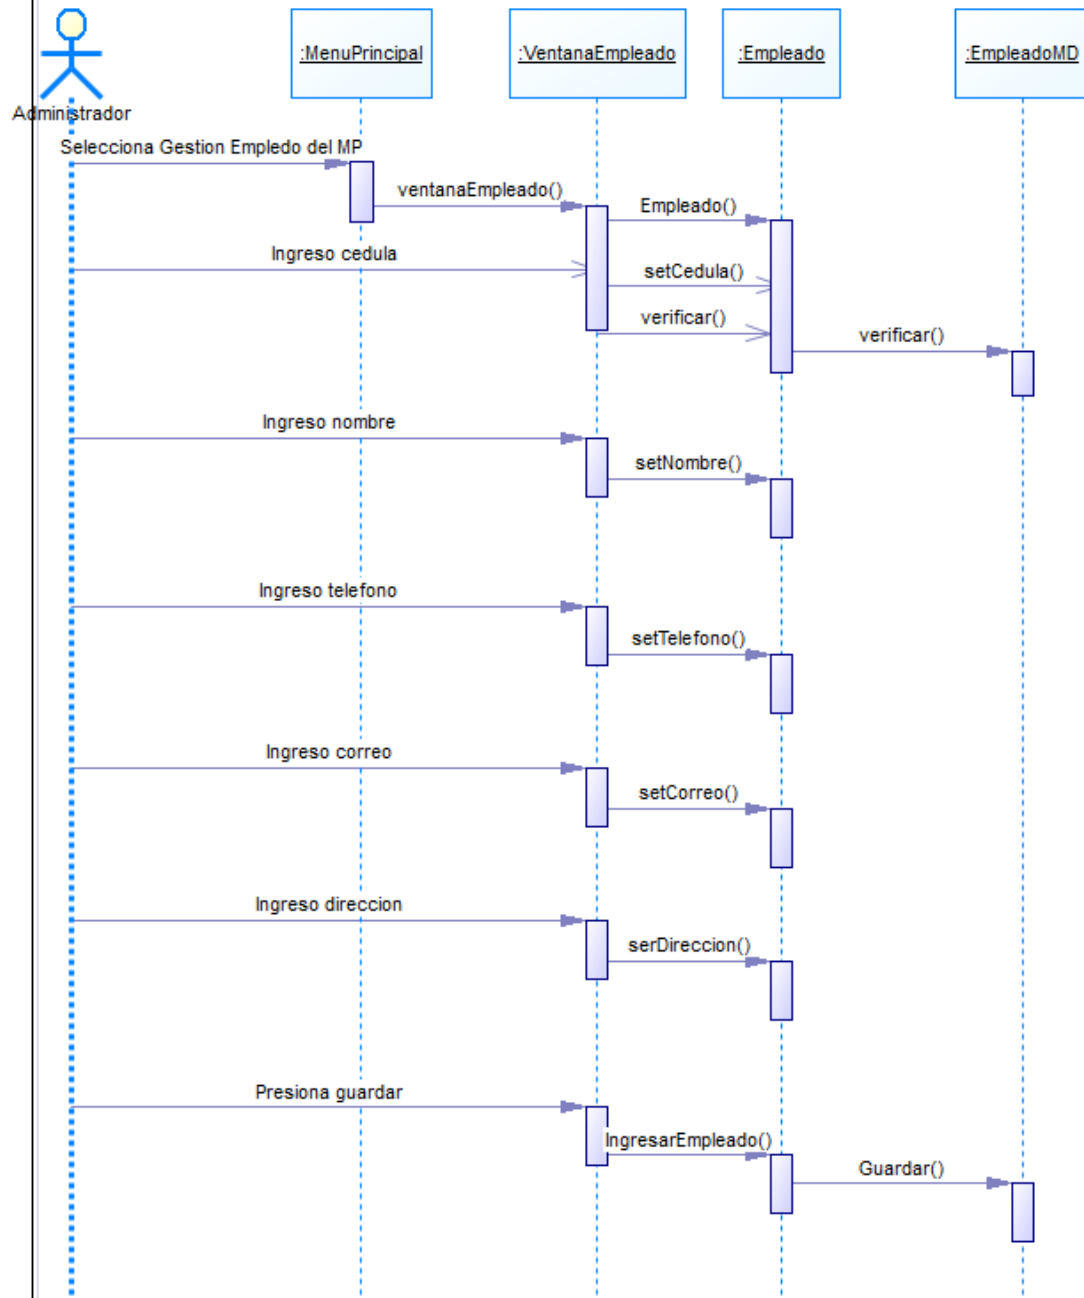 :MenuPrincipal
:VentanaEmpleado
:Empleado
:EmpleadoMD
Administrador
Selecciona Gestion Empledo del MP
ventanaEmpleado()
Empleado()
Ingreso cedula
setCedula()
verificar()
verificar()
Ingreso nombre
setNombre()
Ingreso telefono
setTelefono()
Ingreso correo
setCorreo()
Ingreso direccion
serDireccion()
Presiona guardar
IngresarEmpleado()
Guardar()